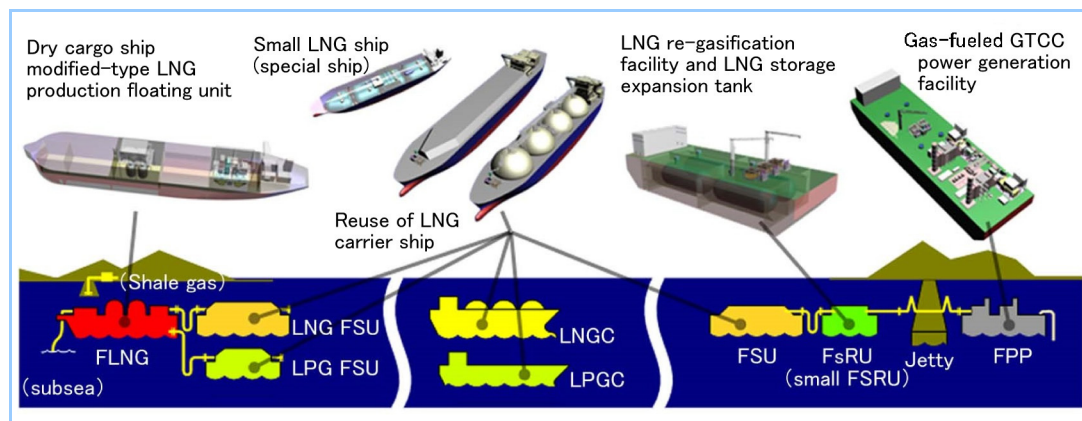 Dry cargo ship
modified-type LNG
production floating unit
Small LNG ship
(special ship)
Reuse of LNG
carrier ship
LNG re-gasification
facility and LNG storage
expansion tank
Gas-fueled GTCC
power generation
facility
(Shale gas)
FLNG
(subsea)
LNG FSU
LPG FSU
LNGC
LPGC
FSU
FsRU
(small FSRU)
Jetty
FPP